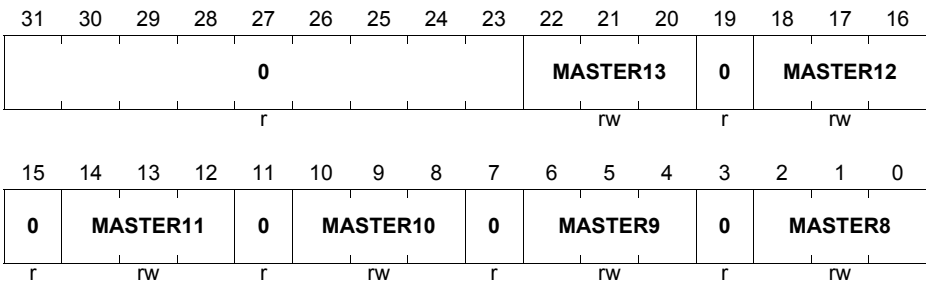 31 30 29 28 27 26 25 24 23 22 21 20 19 18 17 16
0 MASTER13 0 MASTER12
r rw r rw
15 14 13 12 11 10 9 8 7 6 5 4 3 2 1 0
0 MASTER11 0 MASTER10 0 MASTER9 0 MASTER8
r rw r rw r rw r rw